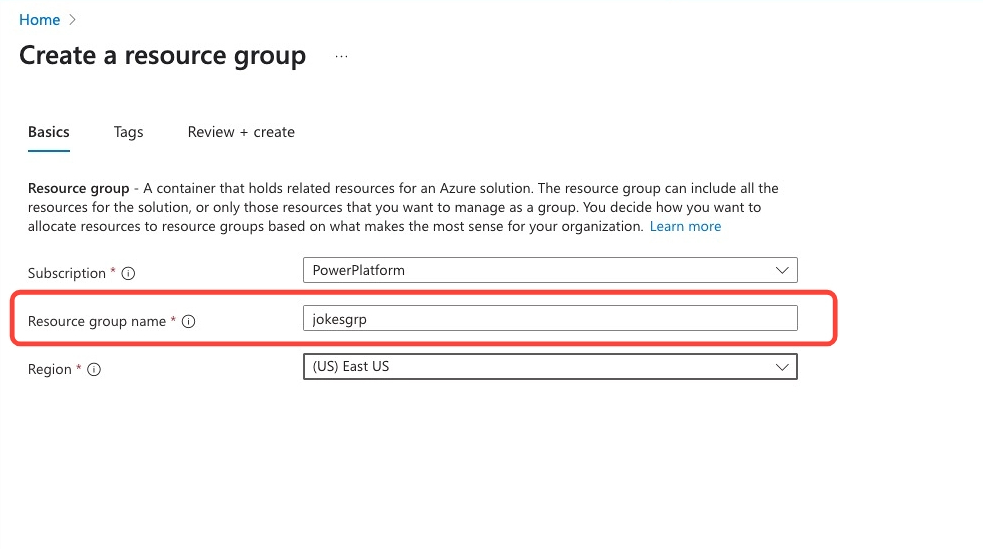 Home >
Create a resource group ...
Basics Tags Review + create
Resource group - A container that holds related resources for an Azure solution. The resource group can include all the
resources for the solution, or only those resources that you want to manage as a group. You decide how you want to
allocate resources to resource groups based on what makes the most sense for your organization. Learn more
Subscription * PowerPlatform
Resource group name * jokesgrp
Region * (US) East US